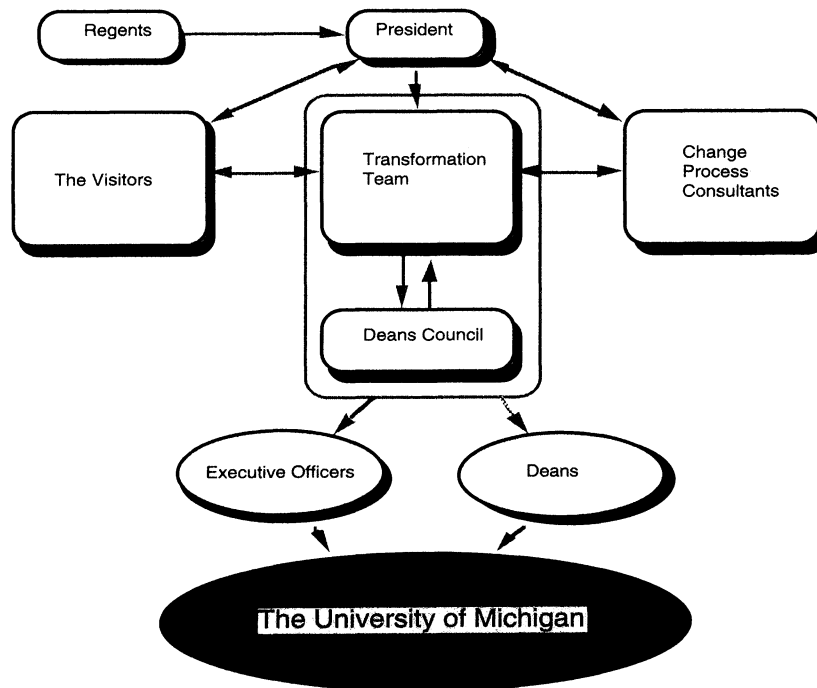 Regents
President
The Visitors
Transformation
Team
Change
Process
Consultants
Deans Council
Executive Officers
Deans
The University of Michigan